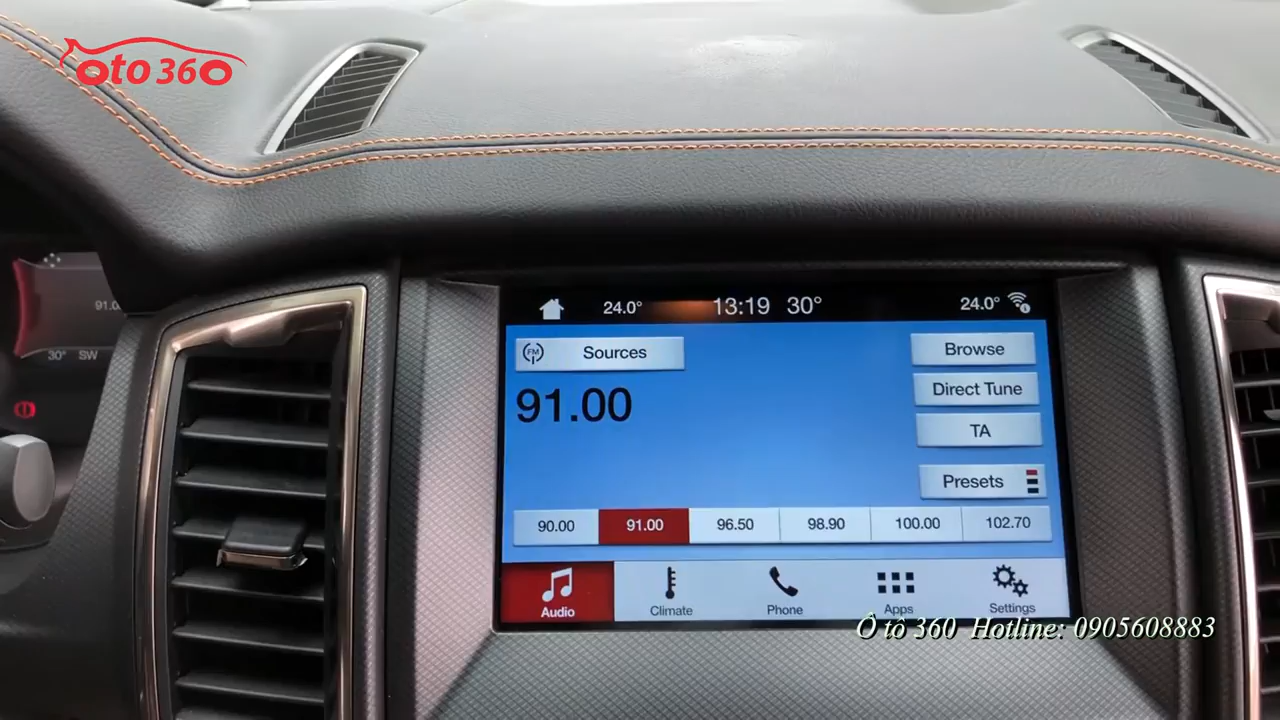 oto 360
24.0° 13:19 30° 24.0°
FM Sources
Browse
91.00
Direct Tune
TA
Presets
90.00 91.00 96.50 98.90 100.00 102.70
Audio Climate Phone Apps Settings
30° SW
Ô tô 360 Hotline: 0905608883